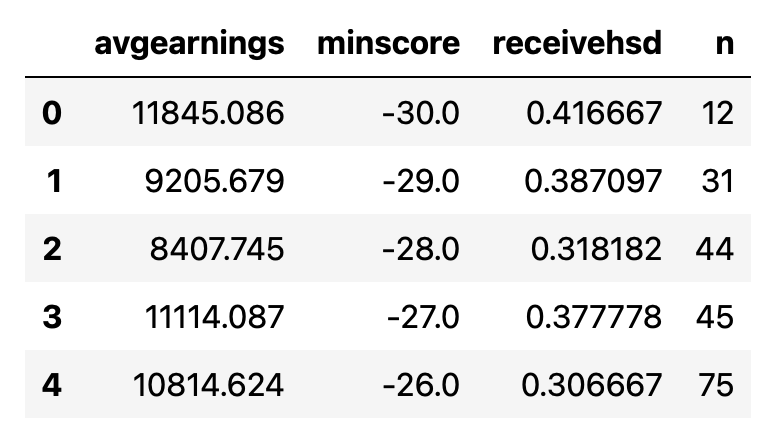 avgearnings minscore receivehsd n
0 11845.086 -30.0 0.416667 12
1 9205.679 -29.0 0.387097 31
2 8407.745 -28.0 0.318182 44
3 11114.087 -27.0 0.377778 45
4 10814.624 -26.0 0.306667 75